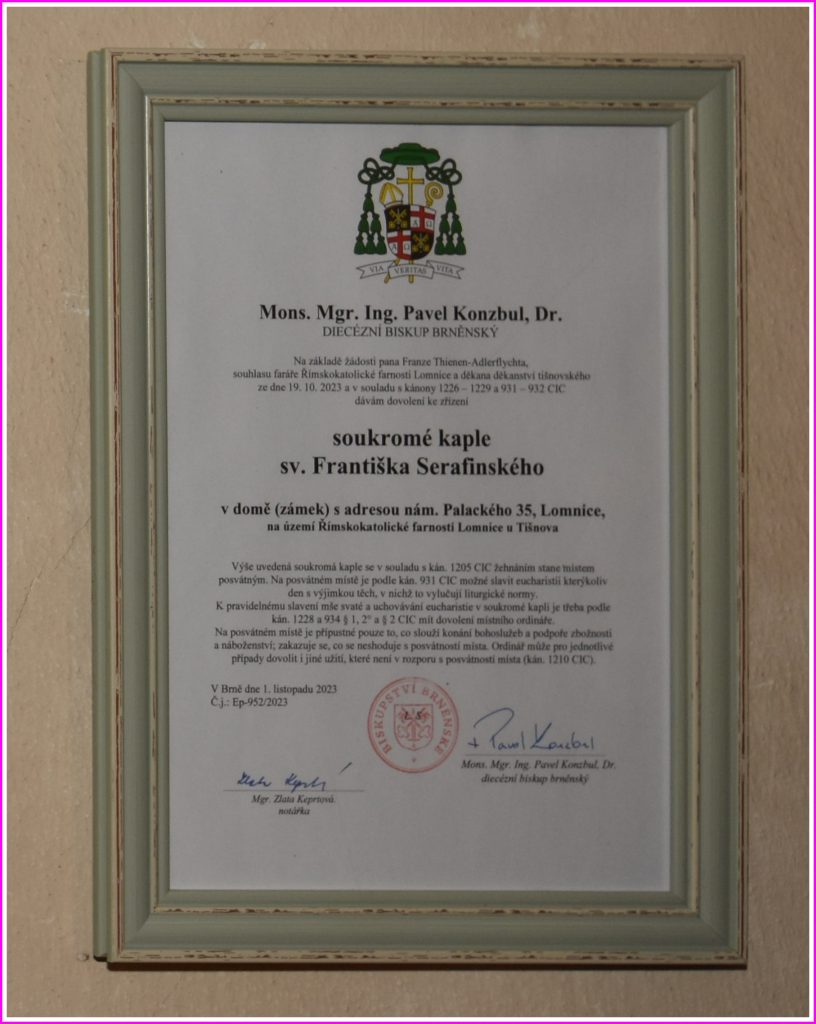 VIA VERITAS VITA
Mons. Mgr. Ing. Pavel Konzbul, Dr.
DIECÉZNÍ BISKUP BRNĚNSKÝ
Na základě žádosti pana Franze Thienen-Adlerflychta,
souhlasu faráře Římskokatolické farnosti Lomnice a děkana děkanství tišnovského
ze dne 19. 10. 2023 a v souladu s kánony 1226 – 1229 a 931 – 932 CIC
dávám dovolení ke zřízení
soukromé kaple
sv. Františka Serafinského
v domě (zámek) s adresou nám. Palackého 35, Lomnice,
na území Římskokatolické farnosti Lomnice u Tišnova
Výše uvedená soukromá kaple se v souladu s kán. 1205 CIC žehnáním stane místem
posvátným. Na posvátném místě je podle kán. 931 CIC možné slavit eucharistii kterýkoliv
den s výjimkou těch, v nichž to vylučují liturgické normy.
K pravidelnému slavení mše svaté a uchovávání eucharistie v soukromé kapli je třeba podle
kán. 1228 a 934 § 1, 2° a § 2 CIC mít dovolení místního ordináře.
Na posvátném místě je přípustné pouze to, co slouží konání bohoslužeb a podpoře zbožnosti
a náboženství; zakazuje se, co se neshoduje s posvátností místa. Ordinář může pro jednotlivé
případy dovolit i jiné užití, které není v rozporu s posvátností místa (kán. 1210 CIC).
V Brně dne 1. listopadu 2023
Č.j.: Ep-952/2023
BISKUPSTVÍ BRNĚNSKÉ
L.S.
+ Pavel Konzbul
Mons. Mgr. Ing. Pavel Konzbul, Dr.
diecézní biskup brněnský
Zlata Keprtová
Mgr. Zlata Keprtová
notářka